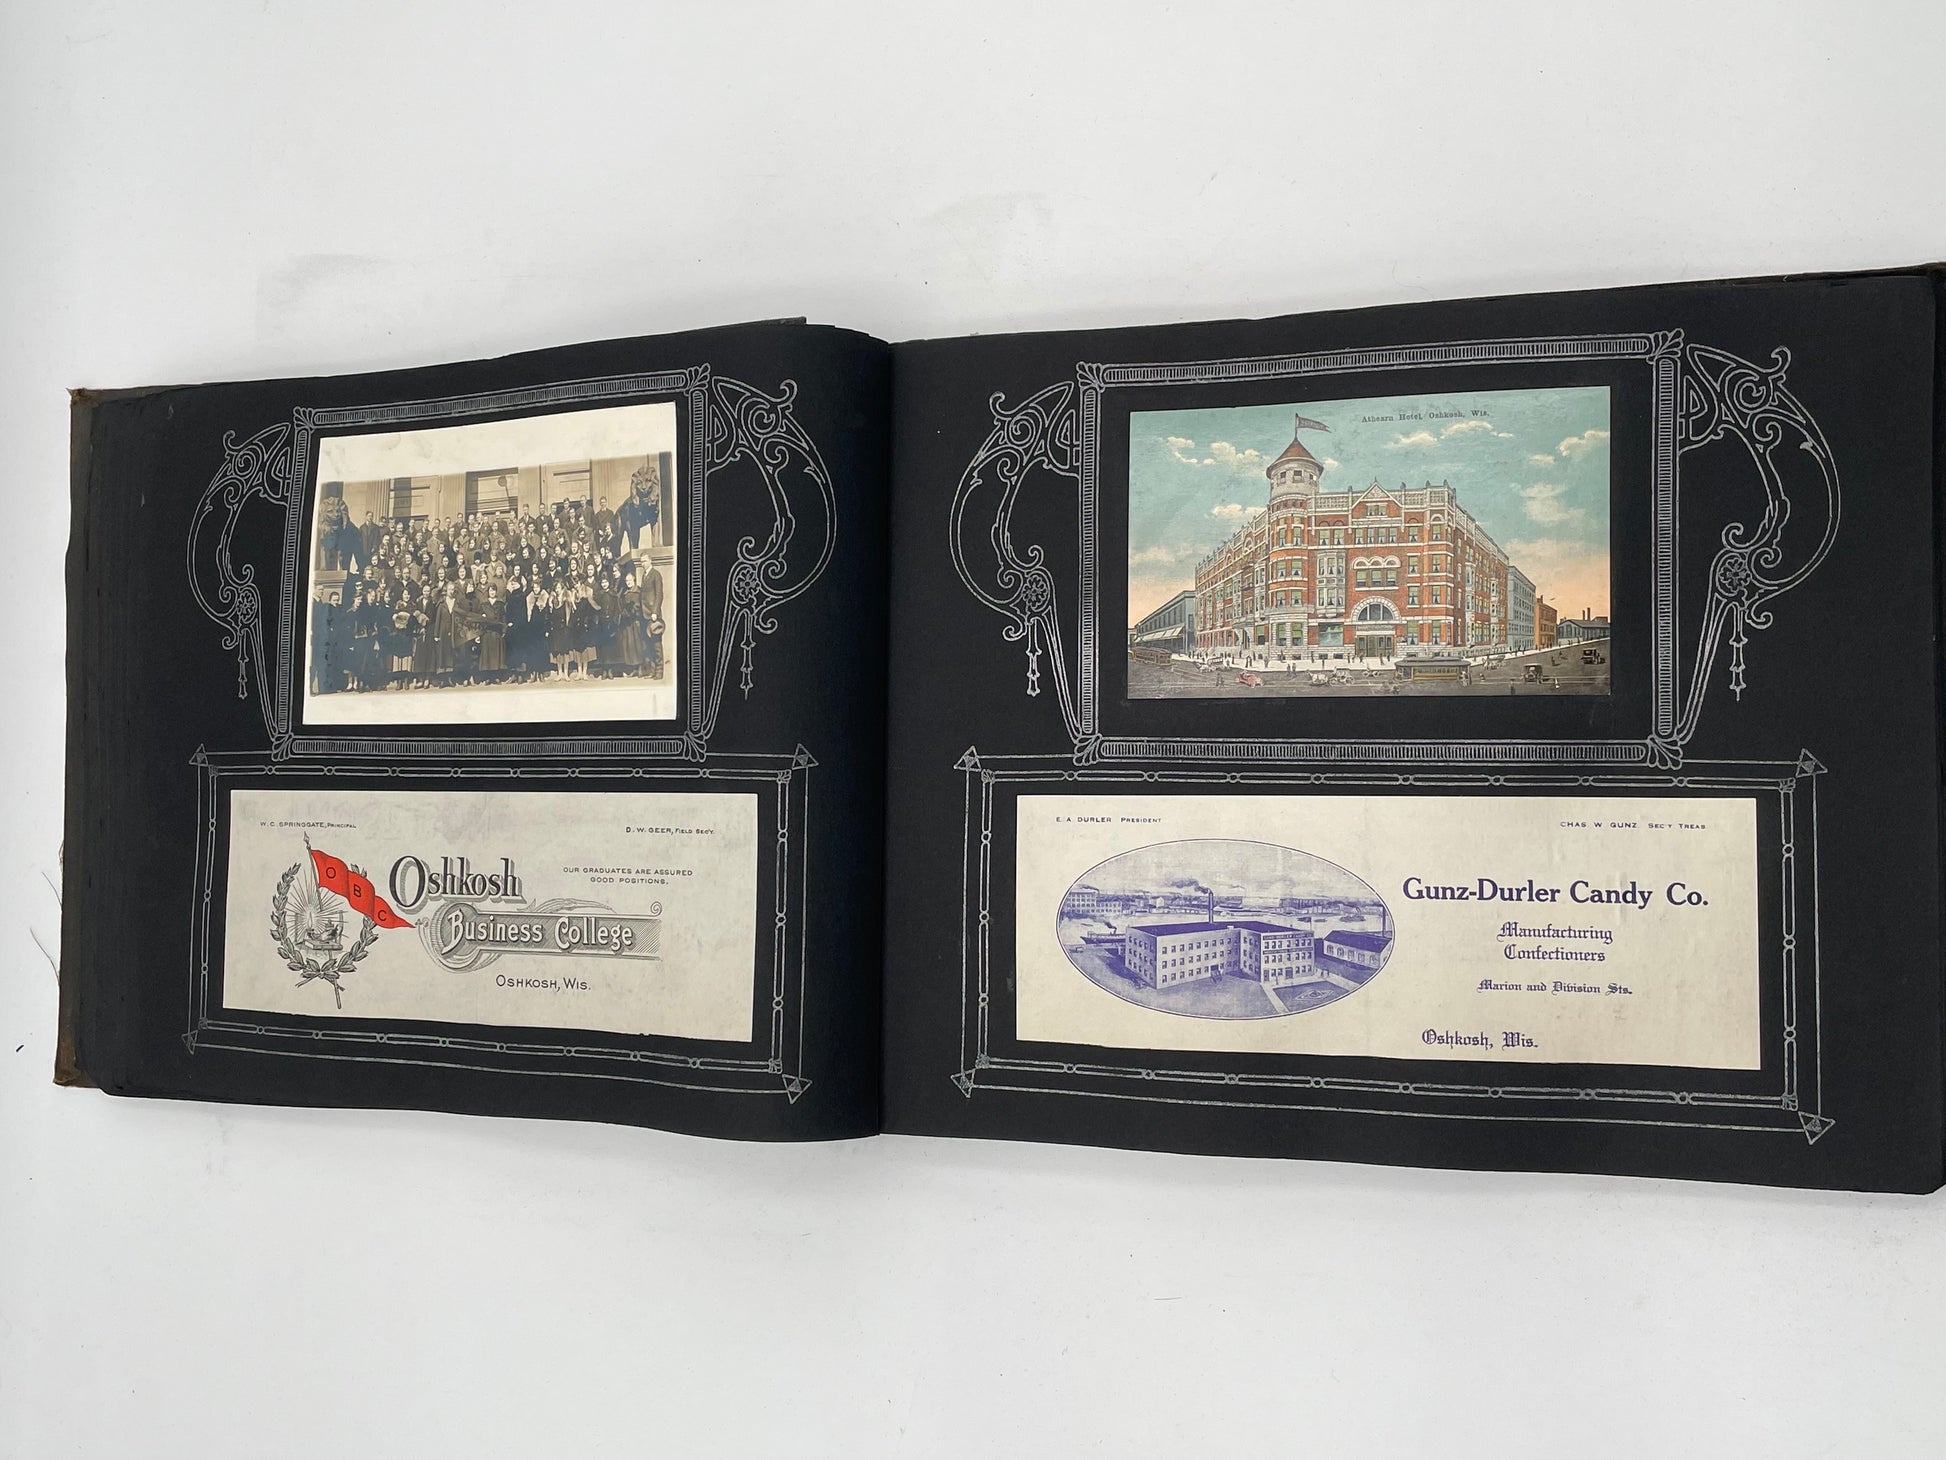 W. C. SPRINGGATE, PRINCIPAL
D. W. GEER, FIELD SEC'Y.
OBC
Oshkosh
Business College
OUR GRADUATES ARE ASSURED
GOOD POSITIONS.
OSHKOSH, WIS.
Athearn Hotel, Oshkosh, Wis.
E. A. DURLER PRESIDENT
CHAS. W. GUNZ SEC'Y TREAS
Gunz-Durler Candy Co.
Manufacturing
Confectioners
Marion and Division Sts.
Oshkosh, Wis.